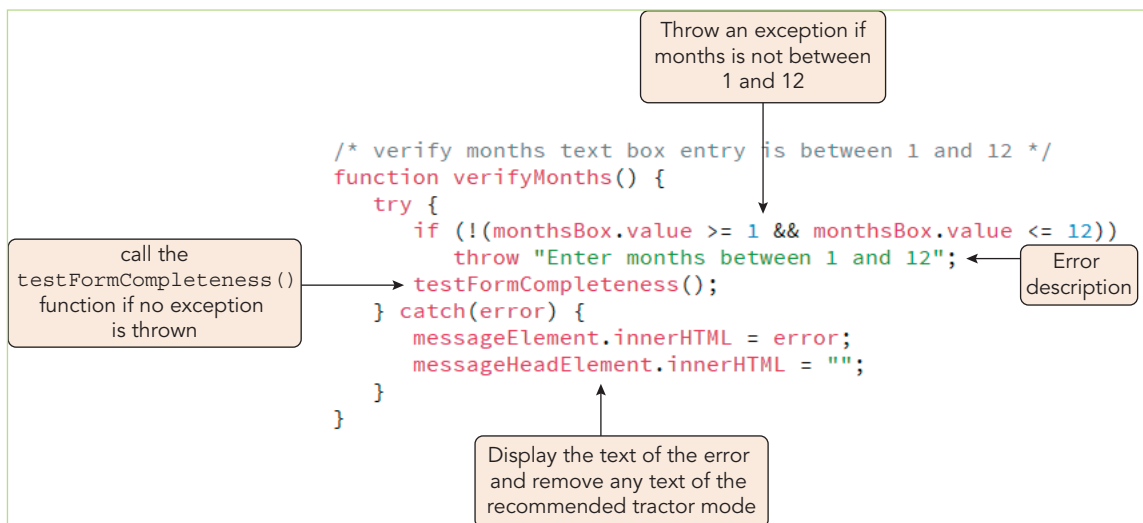 Throw an exception if
months is not between
1 and 12
/* verify months text box entry is between 1 and 12 */
function verifyMonths() {
   try {
      if (!(monthsBox.value >= 1 && monthsBox.value <= 12))
         throw "Enter months between 1 and 12";
Error
description
call the
testFormCompleteness()
function if no exception
is thrown
      testFormCompleteness();
   } catch(error) {
      messageElement.innerHTML = error;
      messageHeadElement.innerHTML = "";
   }
}
Display the text of the error
and remove any text of the
recommended tractor mode